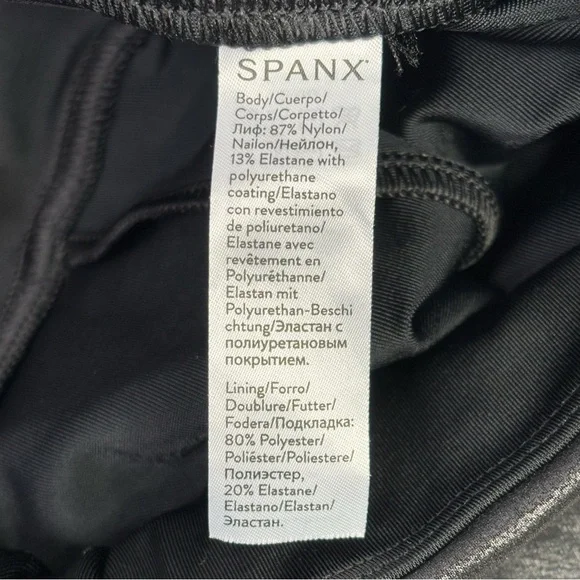 SPANX®
Body/Cuerpo/
Corps/Corpetto/
Лиф: 87% Nylon/
Nailon/Нейлон,
13% Elastane with
polyurethane
coating/Elastano
con revestimiento
de poliuretano/
Elastane avec
revêtement en
Polyuréthanne/
Elastan mit
Polyurethan-Beschi
chtung/Эластан с
полиуретановым
покрытием.
Lining/Forro/
Doublure/Futter/
Fodera/Подкладка:
80% Polyester/
Poliéster/Poliestere/
Полиэстер,
20% Elastane/
Elastano/Elastan/
Эластан.